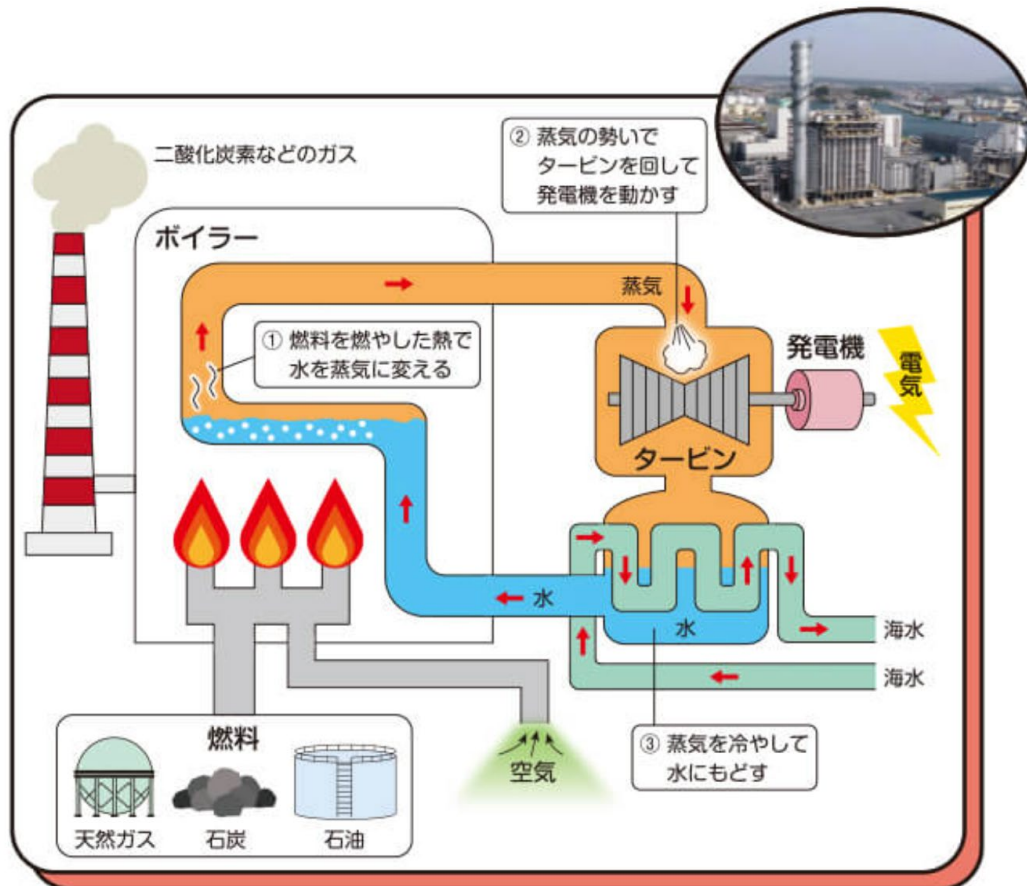 二酸化炭素などのガス
② 蒸気の勢いで
タービンを回して
発電機を動かす
ボイラー
蒸気
① 燃料を燃やした熱で
水を蒸気に変える
発電機
電気
タービン
水
水
海水
海水
燃料
天然ガス
石炭
石油
空気
③ 蒸気を冷やして
水にもどす